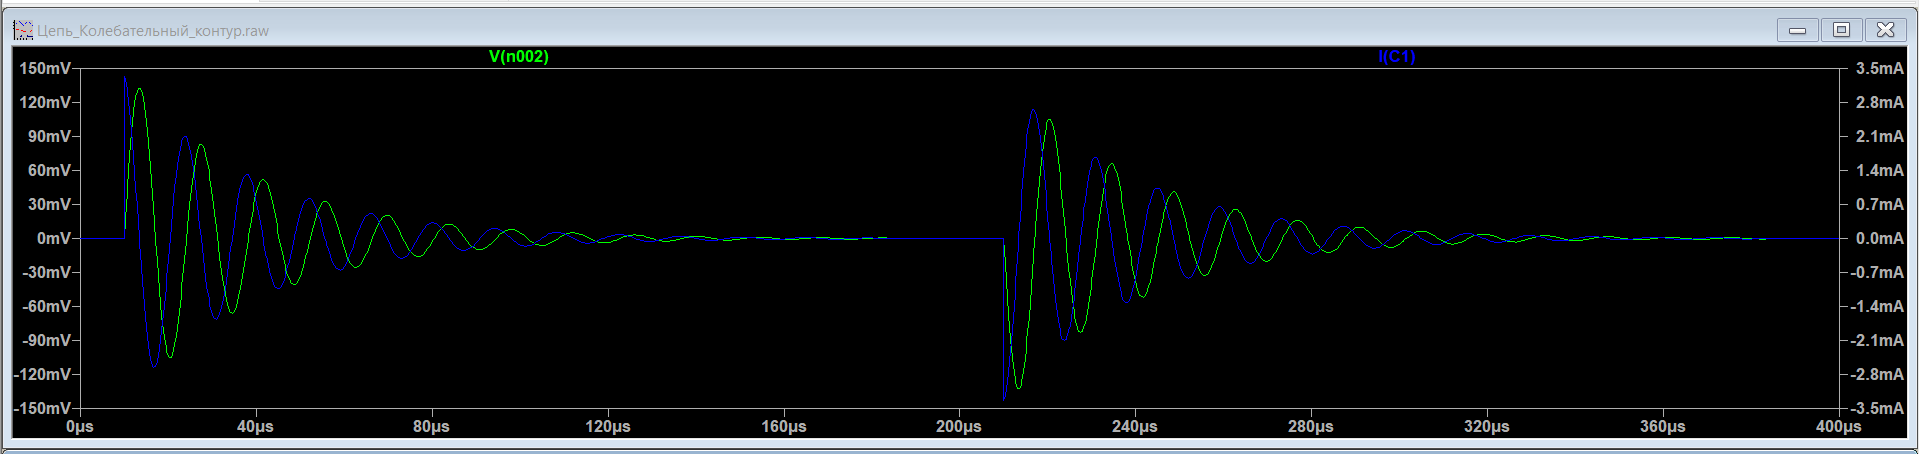 Цепь_Колебательный_контур.raw
V(n002) I(C1)
150mV 3.5mA
120mV 2.8mA
90mV 2.1mA
60mV 1.4mA
30mV 0.7mA
0mV 0.0mA
-30mV -0.7mA
-60mV -1.4mA
-90mV -2.1mA
-120mV -2.8mA
-150mV -3.5mA
0µs 40µs 80µs 120µs 160µs 200µs 240µs 280µs 320µs 360µs 400µs